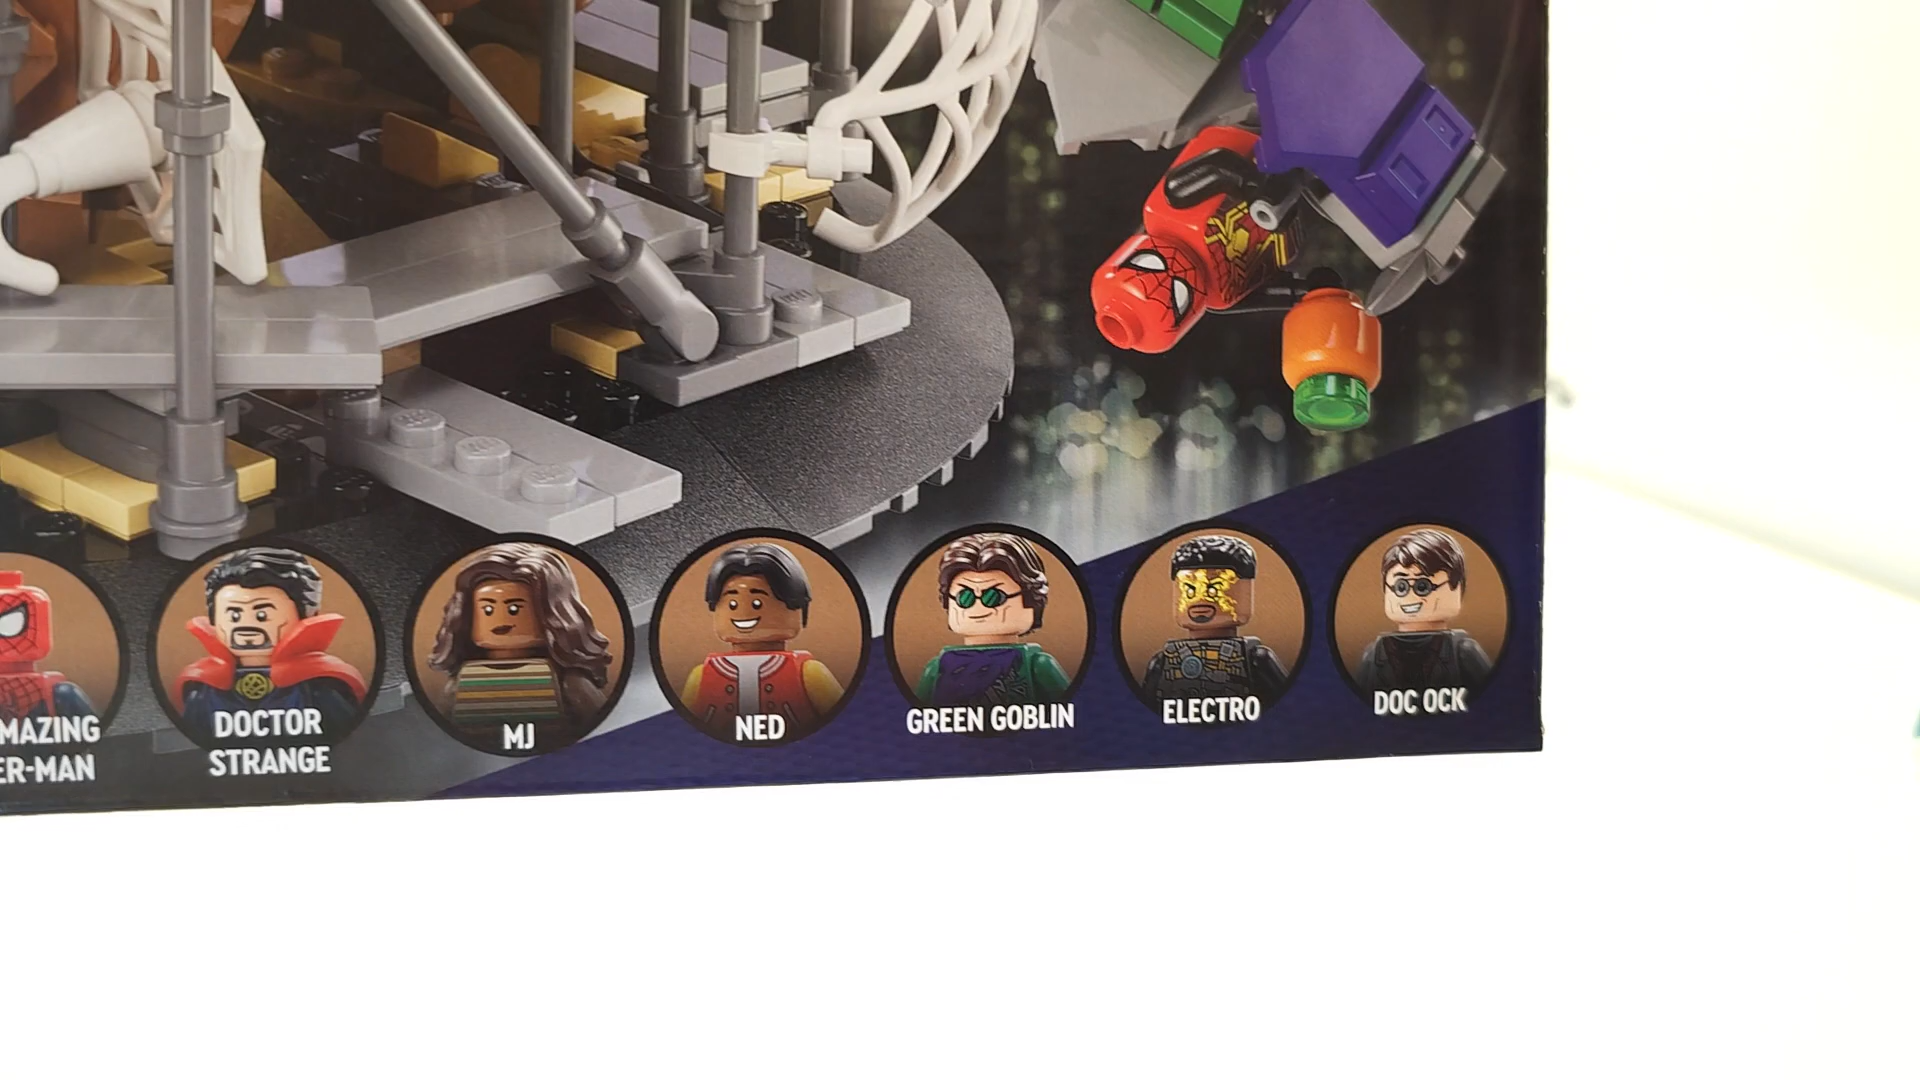 MAZING
ER-MAN
DOCTOR
STRANGE
MJ
NED
GREEN GOBLIN
ELECTRO
DOC OCK